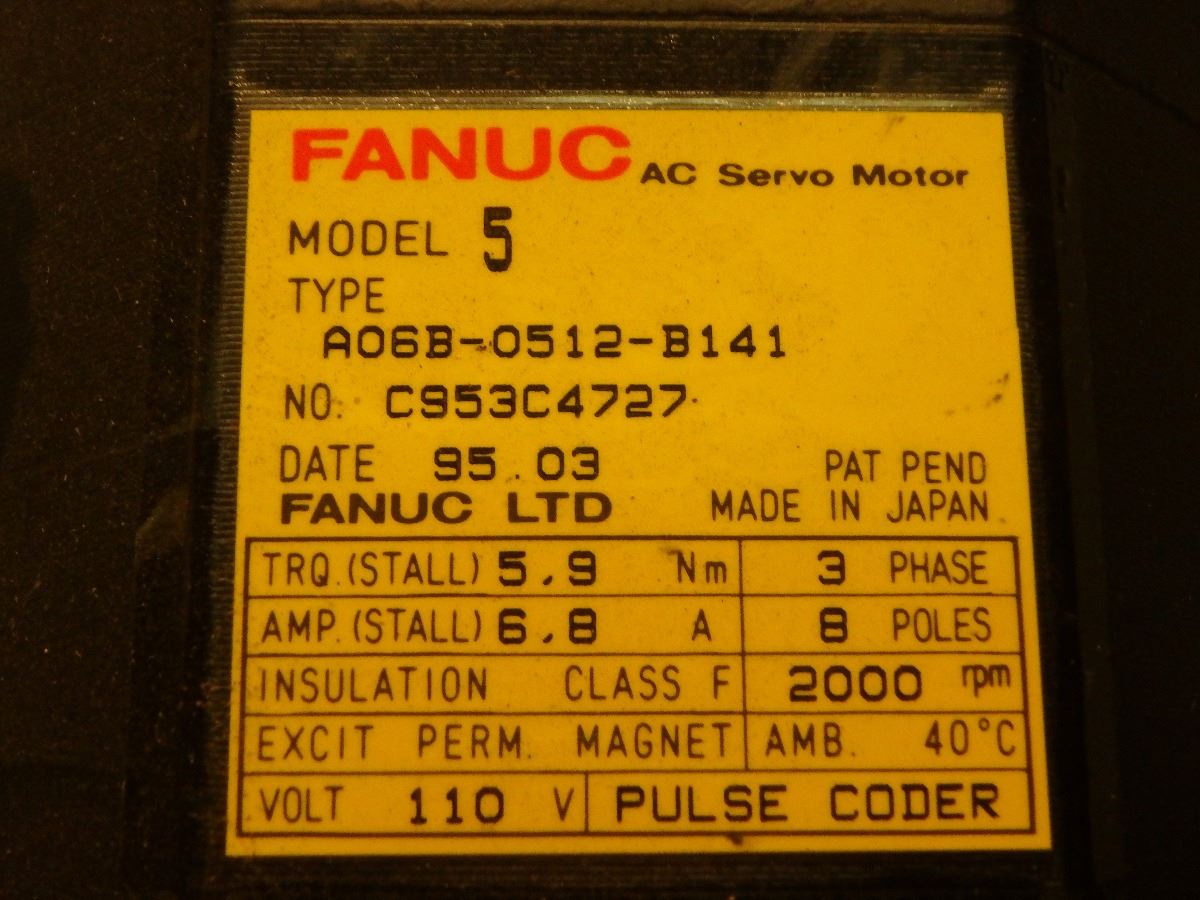 FANUC AC Servo Motor
MODEL 5
TYPE
A06B-0512-B141
NO. C953C4727
DATE 95.03 PAT PEND
FANUC LTD MADE IN JAPAN
TRQ.(STALL) 5.9 Nm 3 PHASE
AMP.(STALL) 6.8 A 8 POLES
INSULATION CLASS F 2000 rpm
EXCIT PERM. MAGNET AMB. 40°C
VOLT 110 V PULSE CODER